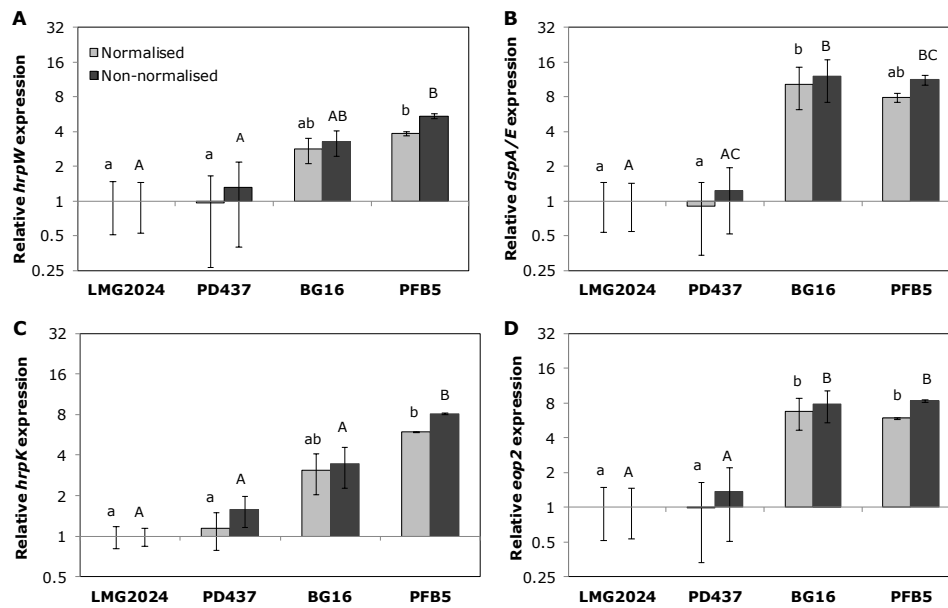 A
Relative hrpW expression
32
16
8
4
2
1
0.5
0.25
Normalised
Non-normalised
a A
a A
ab AB
b B
LMG2024 PD437 BG16 PFB5
B
Relative dspA/E expression
32
16
8
4
2
1
0.5
0.25
a A
a AC
b B
ab BC
LMG2024 PD437 BG16 PFB5
C
Relative hrpK expression
32
16
8
4
2
1
0.5
a A
a A
ab A
b B
LMG2024 PD437 BG16 PFB5
D
Relative eop2 expression
32
16
8
4
2
1
0.5
0.25
a A
a A
b B
b B
LMG2024 PD437 BG16 PFB5